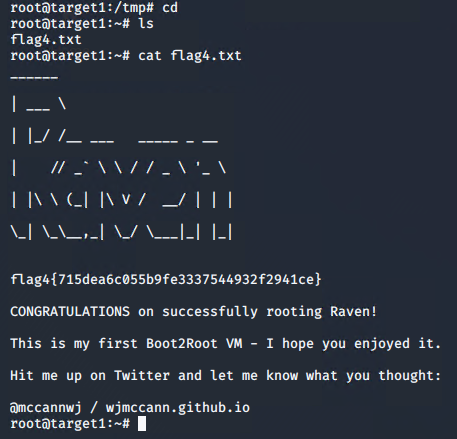 root@target1:/tmp# cd
root@target1:~# ls
flag4.txt
root@target1:~# cat flag4.txt
______
| ___ \
| |_/ /__ ___   _____ _ __
|    // _` \ \ / / _ \ '_ \
| |\ \ (_| |\ V /  __/ | | |
\_| \_\__,_| \_/ \___|_| |_|
flag4{715dea6c055b9fe3337544932f2941ce}
CONGRATULATIONS on successfully rooting Raven!
This is my first Boot2Root VM - I hope you enjoyed it.
Hit me up on Twitter and let me know what you thought:
@mccannwj / wjmccann.github.io
root@target1:~#